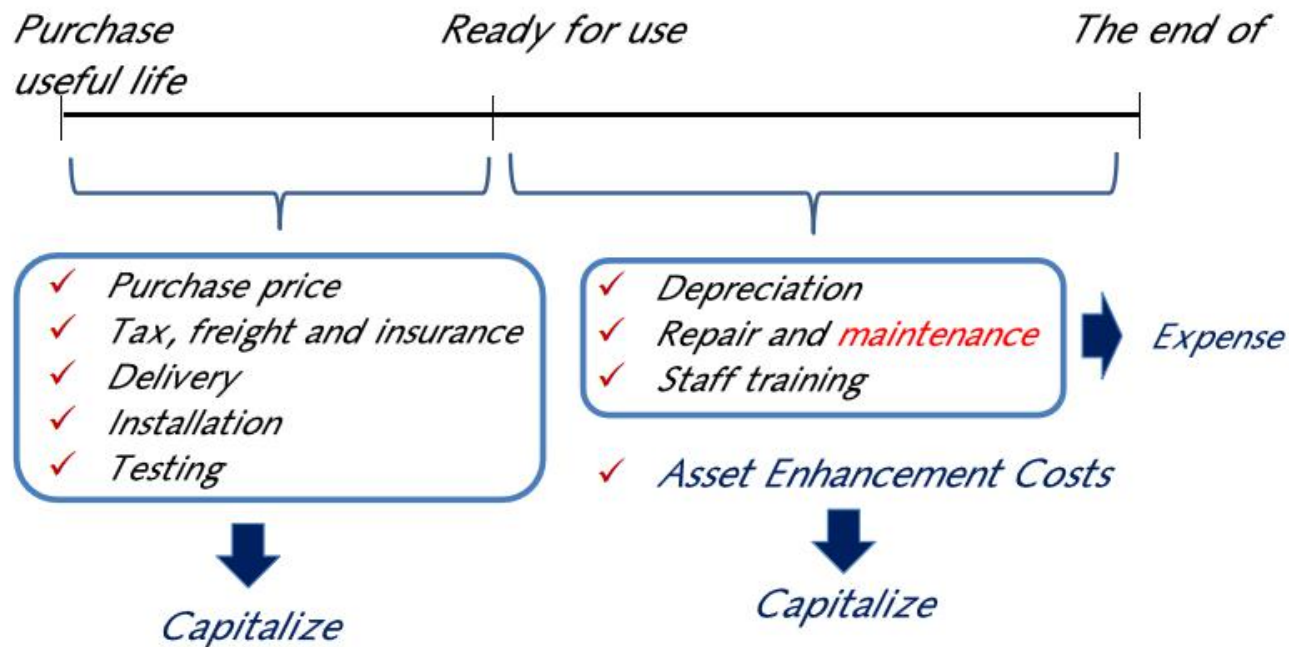 Purchase Ready for use The end of
useful life
Purchase price
Tax, freight and insurance
Delivery
Installation
Testing
Capitalize
Depreciation
Repair and maintenance
Staff training
Expense
Asset Enhancement Costs
Capitalize